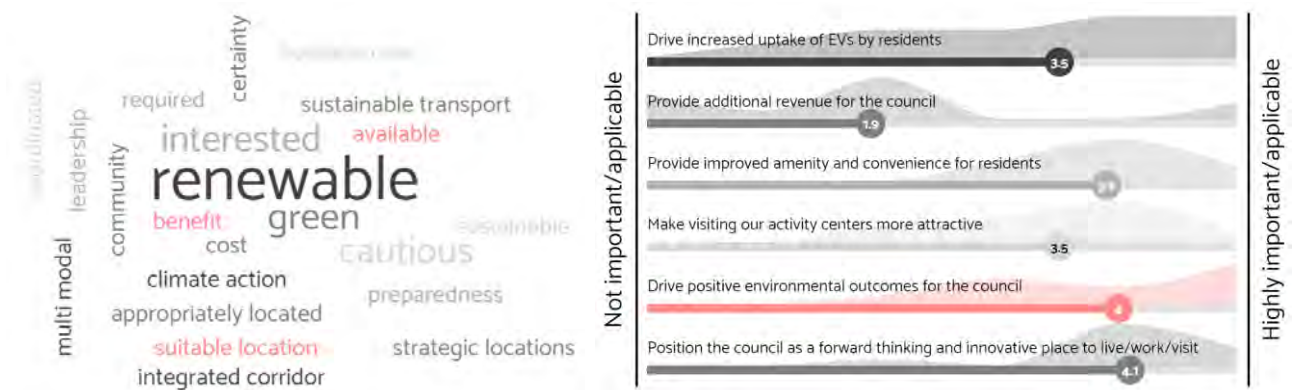 certainty
required
sustainable transport
leadership
interested
available
community
renewable
benefit
green
sustainable
cost
cautious
climate action
multi modal
preparedness
appropriately located
suitable location
strategic locations
integrated corridor
Not important/applicable
Drive increased uptake of EVs by residents
3.5
Provide additional revenue for the council
1.9
Provide improved amenity and convenience for residents
Make visiting our activity centers more attractive
3.5
Drive positive environmental outcomes for the council
4
Position the council as a forward thinking and innovative place to live/work/visit
4.1
Highly important/applicable